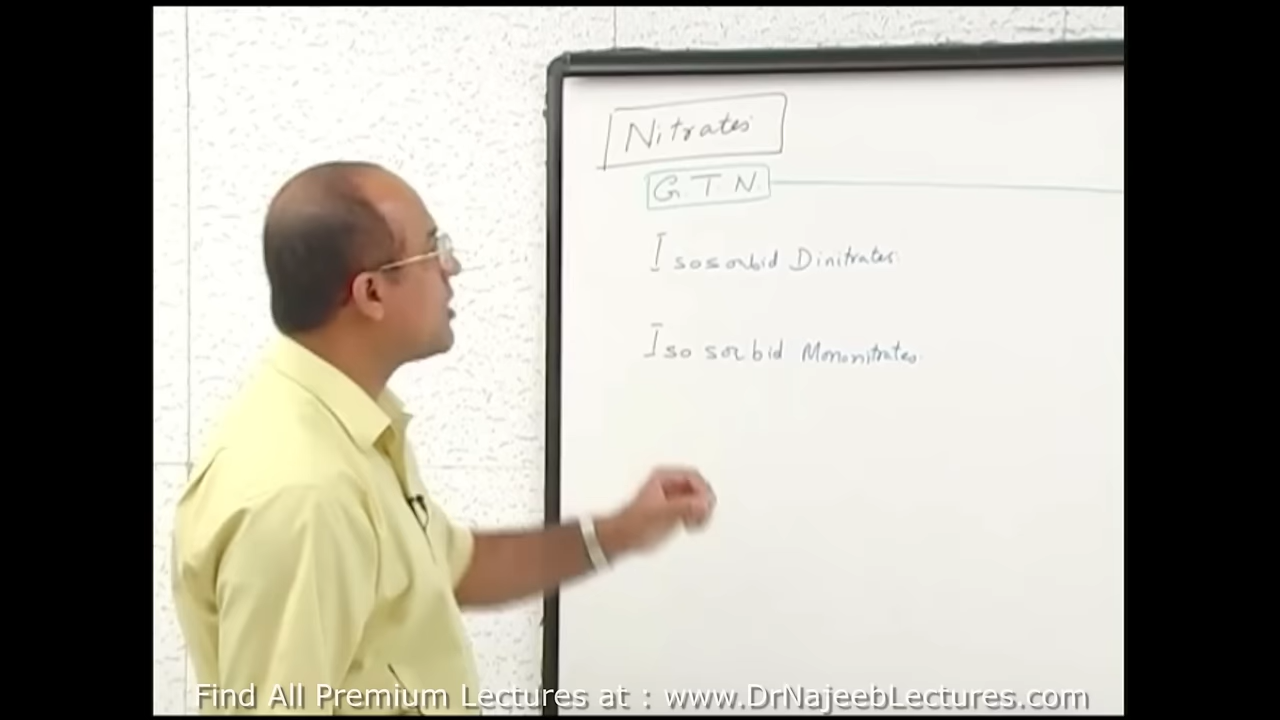 Nitrates
G. T. N.
Isosorbid Dinitrates
Isosorbid Mononitrates
Find All Premium Lectures at : www.DrNajeebLectures.com